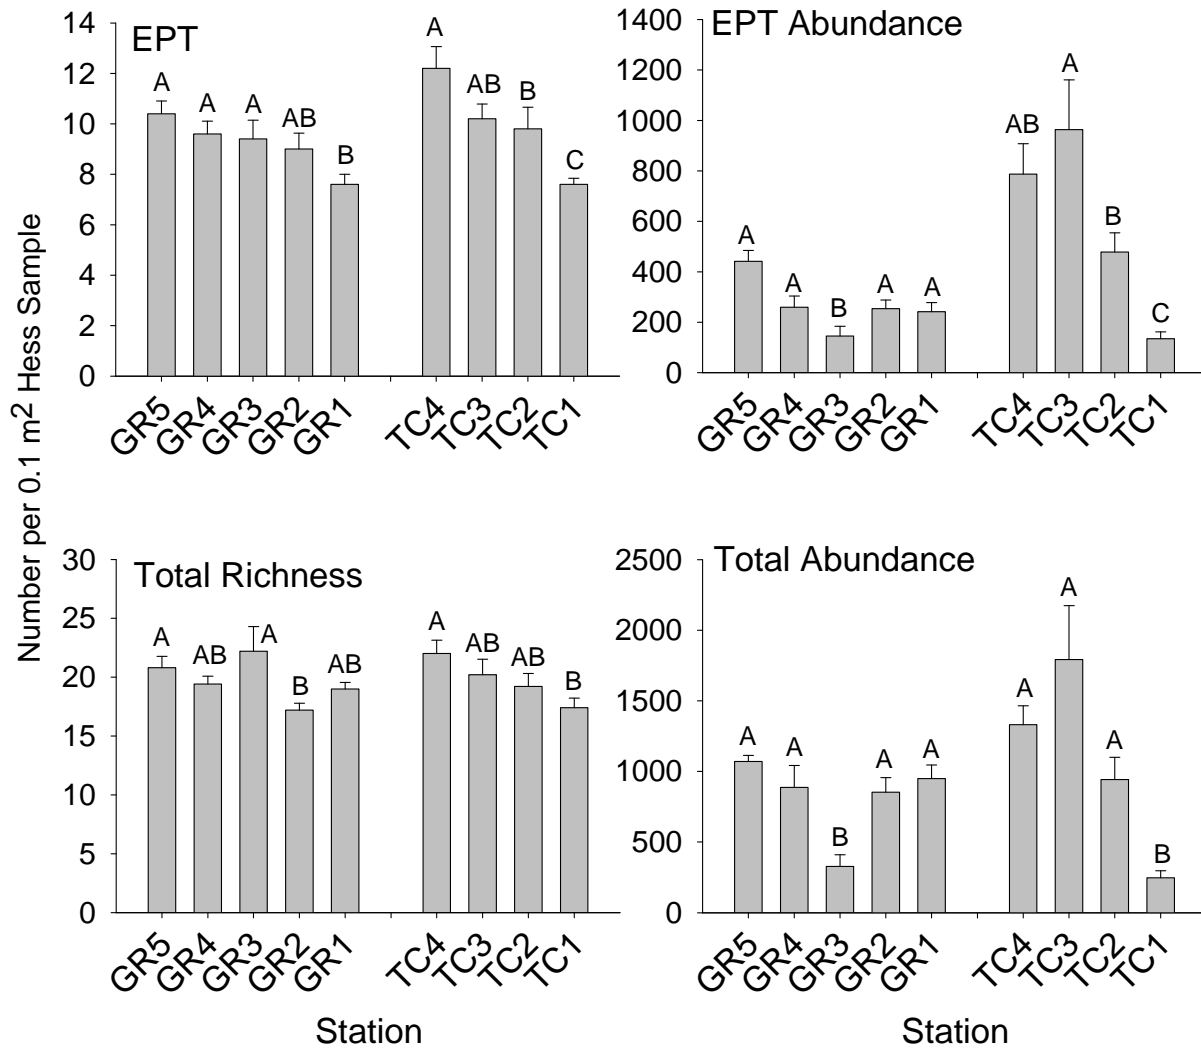 EPT
14
12
10
8
6
4
2
0
A
A
A
AB
B
A
AB
B
C
GR5
GR4
GR3
GR2
GR1
TC4
TC3
TC2
TC1
EPT Abundance
1400
1200
1000
800
600
400
200
0
A
A
B
A
A
AB
A
B
C
GR5
GR4
GR3
GR2
GR1
TC4
TC3
TC2
TC1
Number per 0.1 m² Hess Sample
Total Richness
30
25
20
15
10
5
0
A
AB
A
B
AB
A
AB
AB
B
GR5
GR4
GR3
GR2
GR1
TC4
TC3
TC2
TC1
Station
Total Abundance
2500
2000
1500
1000
500
0
A
A
B
A
A
A
A
A
B
GR5
GR4
GR3
GR2
GR1
TC4
TC3
TC2
TC1
Station